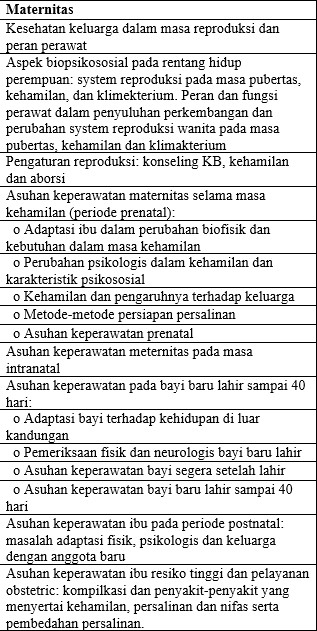 Maternitas
Kesehatan keluarga dalam masa reproduksi dan
peran perawat
Aspek biopsikososial pada rentang hidup
perempuan: system reproduksi pada masa pubertas,
kehamilan, dan klimekterium. Peran dan fungsi
perawat dalam penyuluhan perkembangan dan
perubahan system reproduksi wanita pada masa
pubertas, kehamilan dan klimakterium
Pengaturan reproduksi: konseling KB, kehamilan
dan aborsi
Asuhan keperawatan maternitas selama masa
kehamilan (periode prenatal):
o Adaptasi ibu dalam perubahan biofisik dan
kebutuhan dalam masa kehamilan
o Perubahan psikologis dalam kehamilan dan
karakteristik psikososial
o Kehamilan dan pengaruhnya terhadap keluarga
o Metode-metode persiapan persalinan
o Asuhan keperawatan prenatal
Asuhan keperawatan meternitas pada masa
intranatal
Asuhan keperawatan pada bayi baru lahir sampai 40
hari:
o Adaptasi bayi terhadap kehidupan di luar
kandungan
o Pemeriksaan fisik dan neurologis bayi baru lahir
o Asuhan keperawatan bayi segera setelah lahir
o Asuhan keperawatan bayi baru lahir sampai 40
hari
Asuhan keperawatan ibu pada periode postnatal:
masalah adaptasi fisik, psikologis dan keluarga
dengan anggota baru
Asuhan keperawatan ibu resiko tinggi dan pelayanan
obstetric: kompilkasi dan penyakit-penyakit yang
menyertai kehamilan, persalinan dan nifas serta
pembedahan persalinan.